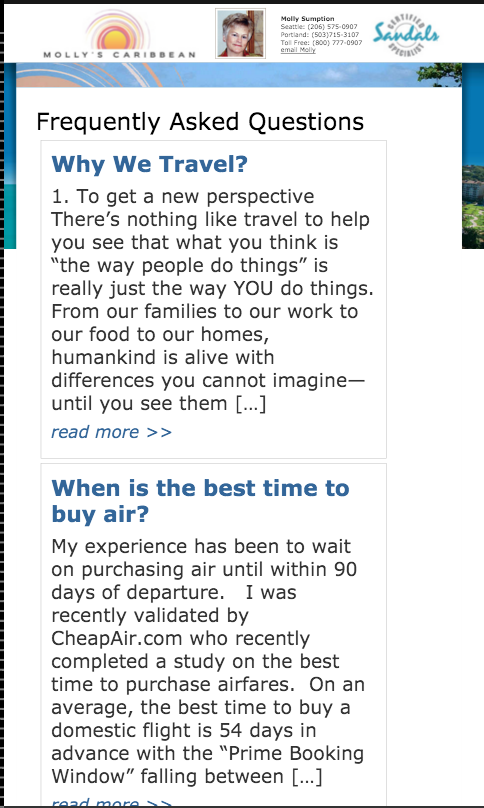 MOLLY'S CARIBBEAN
Molly Sumption
Seattle: (206) 575-0907
Portland: (503)715-3107
Toll Free: (800) 777-0907
email Molly
CERTIFIED
Sandals
SPECIALIST
Frequently Asked Questions
Why We Travel?
1. To get a new perspective
There’s nothing like travel to help
you see that what you think is
“the way people do things” is
really just the way YOU do things.
From our families to our work to
our food to our homes,
humankind is alive with
differences you cannot imagine—
until you see them […]
read more >>
When is the best time to
buy air?
My experience has been to wait
on purchasing air until within 90
days of departure.   I was
recently validated by
CheapAir.com who recently
completed a study on the best
time to purchase airfares.  On an
average, the best time to buy a
domestic flight is 54 days in
advance with the “Prime Booking
Window” falling between […]
read more >>